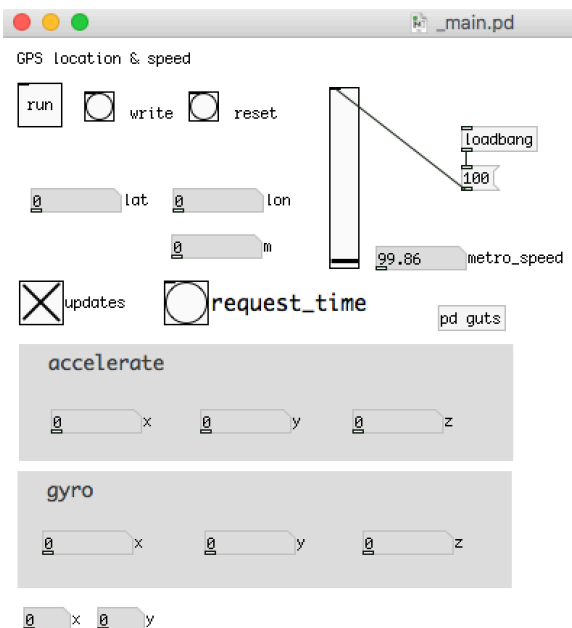 _main.pd
GPS location & speed
run write reset
loadbang
100
0 lat 0 lon
0 m
99.86 metro_speed
updates request_time
pd guts
accelerate
0 x 0 y 0 z
gyro
0 x 0 y 0 z
0 x 0 y